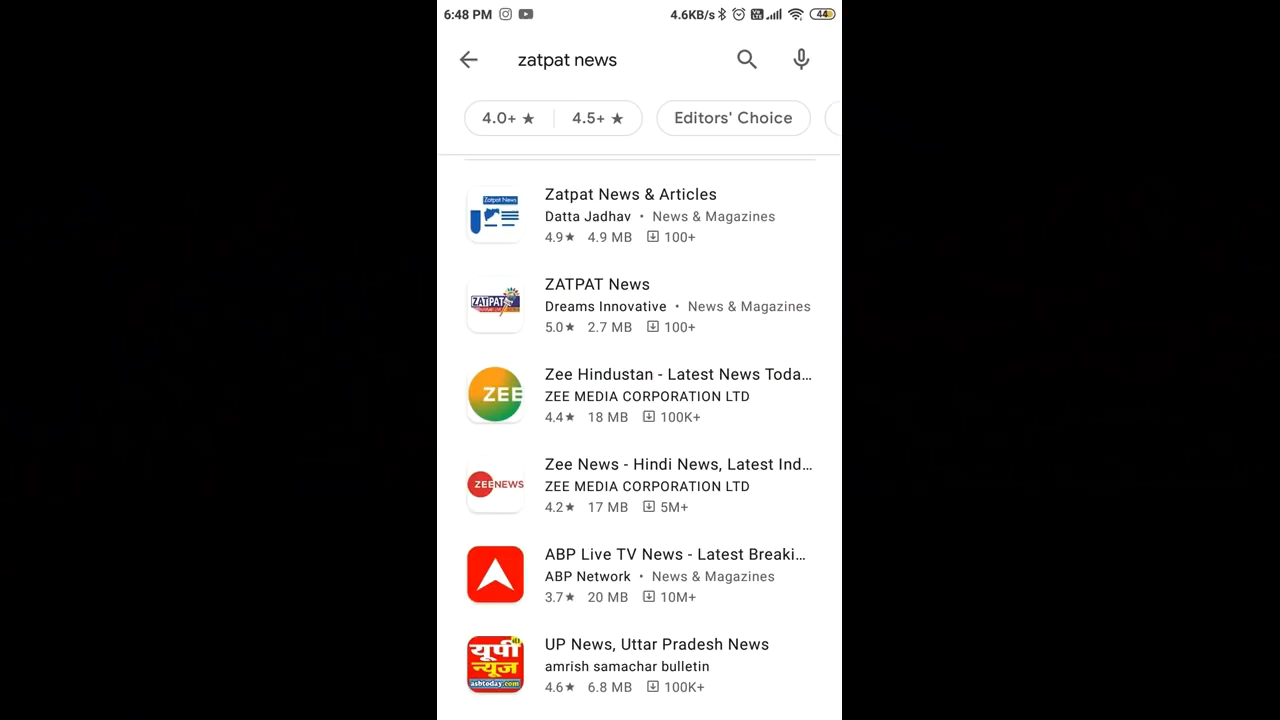 6:48 PM 4.6KB/s 44
zatpat news
4.0+ ★ 4.5+ ★ Editors' Choice
Zatpat News
Zatpat News & Articles
Datta Jadhav • News & Magazines
4.9★ 4.9 MB 100+
ZATPAT
ZATPAT News
Dreams Innovative • News & Magazines
5.0★ 2.7 MB 100+
ZEE
Zee Hindustan - Latest News Toda...
ZEE MEDIA CORPORATION LTD
4.4★ 18 MB 100K+
ZEE NEWS
Zee News - Hindi News, Latest Ind...
ZEE MEDIA CORPORATION LTD
4.2★ 17 MB 5M+
ABP Live TV News - Latest Breaki...
ABP Network • News & Magazines
3.7★ 20 MB 10M+
यूपी
न्यूज
asbtoday.com
UP News, Uttar Pradesh News
amrish samachar bulletin
4.6★ 6.8 MB 100K+